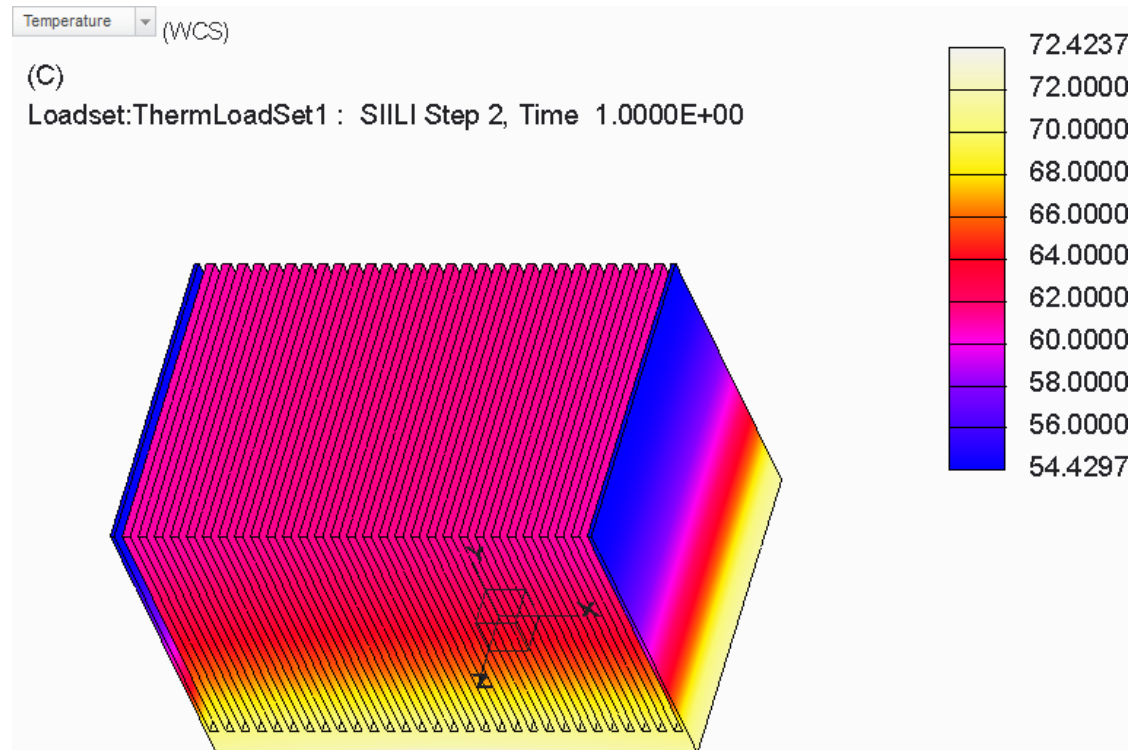 Temperature
(WCS)
(C)
Loadset:ThermLoadSet1 : SIILI Step 2, Time 1.0000E+00
72.4237
72.0000
70.0000
68.0000
66.0000
64.0000
62.0000
60.0000
58.0000
56.0000
54.4297
Y
X
Z